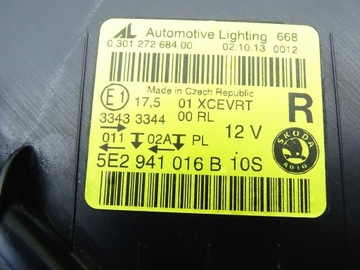 AL Automotive Lighting 668
0 301 272 684 00 02.10.13 0012
Made in Czech Republic
E1 17,5 01 XCEVRT R
3343 3344 00 RL
12 V
011 02A PL
5E2 941 016 B 10S
SKODA
AUTO